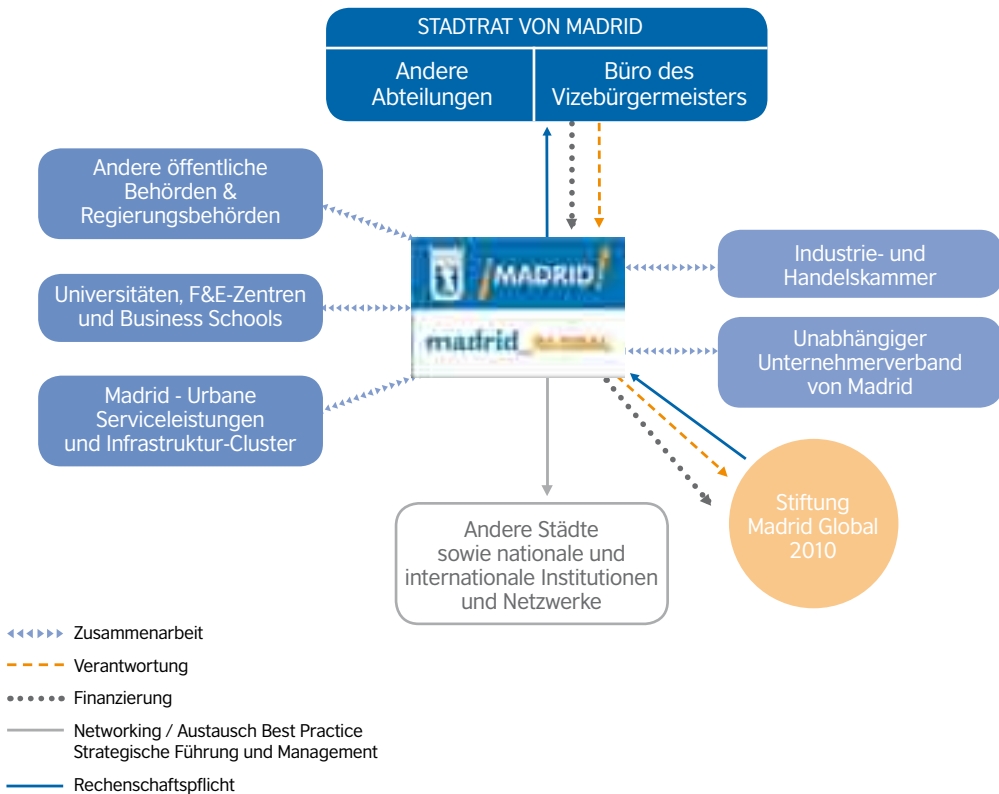 STADTRAT VON MADRID
Andere
Abteilungen
Büro des
Vizebürgermeisters
Andere öffentliche
Behörden &
Regierungsbehörden
Universitäten, F&E-Zentren
und Business Schools
Madrid - Urbane
Serviceleistungen
und Infrastruktur-Cluster
¡MADRID!
madrid_GLOBAL
Industrie- und
Handelskammer
Unabhängiger
Unternehmerverband
von Madrid
Stiftung
Madrid Global
2010
Andere Städte
sowie nationale und
internationale Institutionen
und Netzwerke
Zusammenarbeit
Verantwortung
Finanzierung
Networking / Austausch Best Practice
Strategische Führung und Management
Rechenschaftspflicht